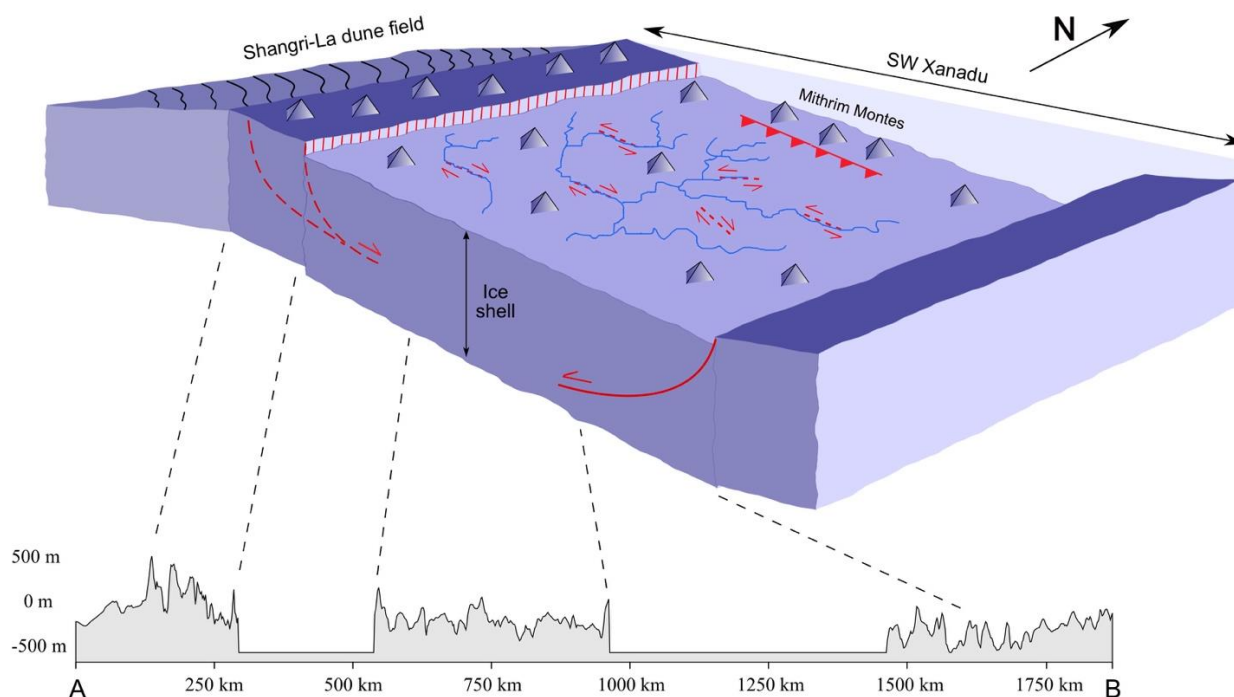 Shangri-La dune field
N
SW Xanadu
Mithrim Montes
Ice
shell
500 m
0 m
-500 m
A
250 km
500 km
750 km
1000 km
1250 km
1500 km
1750 km
B